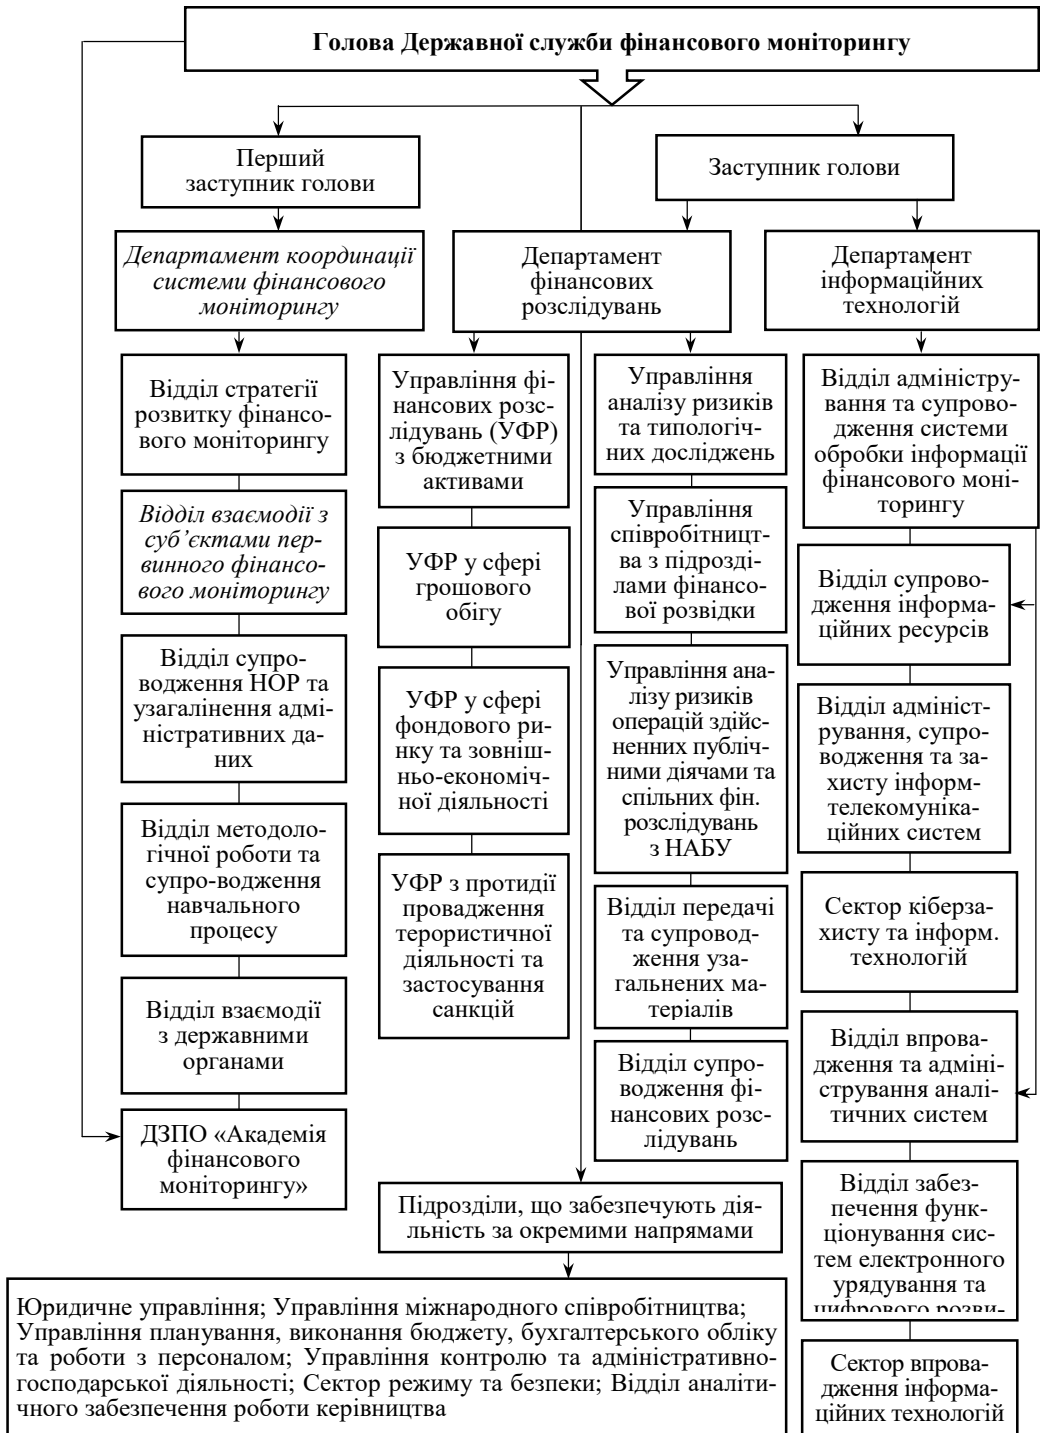 Голова Державної служби фінансового моніторингу
Перший
заступник голови
Заступник голови
Департамент координації
системи фінансового
моніторингу
Департамент
фінансових
розслідувань
Департамент
інформаційних
технологій
Відділ стратегії
розвитку фінансо-
вого моніторингу
Відділ взаємодії з
суб’єктами пер-
винного фінансо-
вого моніторингу
Відділ супро-
водження НОР та
узагалінення адмі-
ністративних да-
них
Відділ методоло-
гічної роботи та
супро-водження
навчального
процесу
Відділ взаємодії
з державними
органами
ДЗПО «Академія
фінансового
моніторингу»
Управління фі-
нансових розс-
лідувань (УФР)
з бюджетними
активами
УФР у сфері
грошового
обігу
УФР у сфері
фондового ри-
нку та зовніш-
ньо-економіч-
ної діяльності
УФР з протидії
провадження
терористичної
діяльності та
застосування
санкцій
Управління
аналізу ризиків
та типологіч-
них досліджень
Управління
співробітницт-
ва з підрозді-
лами фінансо-
вої розвідки
Управління ана-
лізу ризиків
операцій здійс-
ненних публіч-
ними діячами та
спільних фін.
розслідувань
з НАБУ
Відділ передачі
та супровод-
ження уза-
гальнених ма-
теріалів
Відділ супро-
водження фі-
нансових розс-
лідувань
Відділ адміністру-
вання та супрово-
дження системи
обробки інформації
фінансового моні-
торингу
Відділ супрово-
дження інформа-
ційних ресурсів
Відділ адмініст-
рування, супро-
водження та за-
хисту інформ-
телекомуніка-
ційних систем
Сектор кіберза-
хисту та інформ.
технологій
Відділ впрова-
дження та адміні-
стрування аналі-
тичних систем
Відділ забез-
печення функ-
ціонування сис-
тем електронного
урядування та
цифрового розви-
Сектор впрова-
дження інформа-
ційних технологій
Підрозділи, що забезпечують дія-
льність за окремими напрямами
Юридичне управління; Управління міжнародного співробітництва;
Управління планування, виконання бюджету, бухгалтерського обліку
та роботи з персоналом; Управління контролю та адміністративно-
господарської діяльності; Сектор режиму та безпеки; Відділ аналіти-
чного забезпечення роботи керівництва